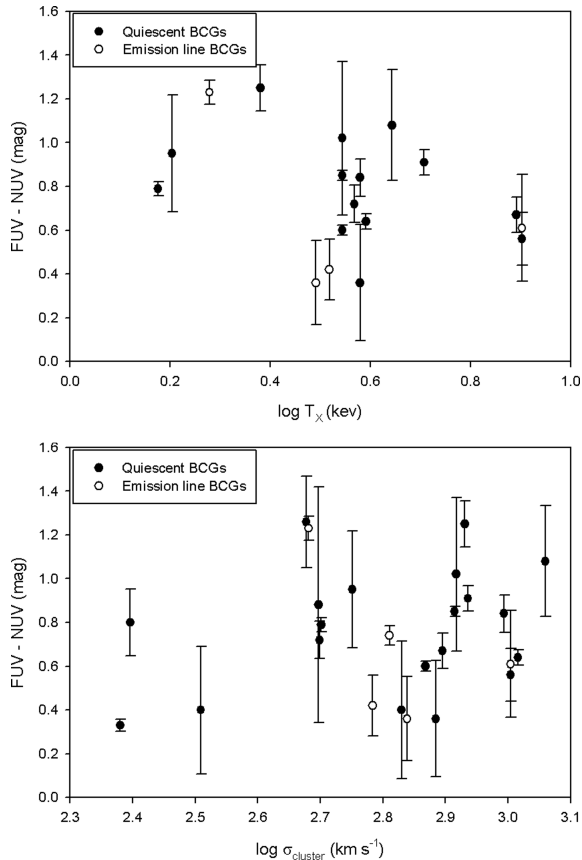 1.6
1.4
1.2
1.0
0.8
0.6
0.4
0.2
0.0
FUV - NUV (mag)
Quiescent BCGs
Emission line BCGs
0.0 0.2 0.4 0.6 0.8 1.0
log T_X (kev)
1.6
1.4
1.2
1.0
0.8
0.6
0.4
0.2
0.0
FUV - NUV (mag)
Quiescent BCGs
Emission line BCGs
2.3 2.4 2.5 2.6 2.7 2.8 2.9 3.0 3.1
log σ_cluster (km s⁻¹)